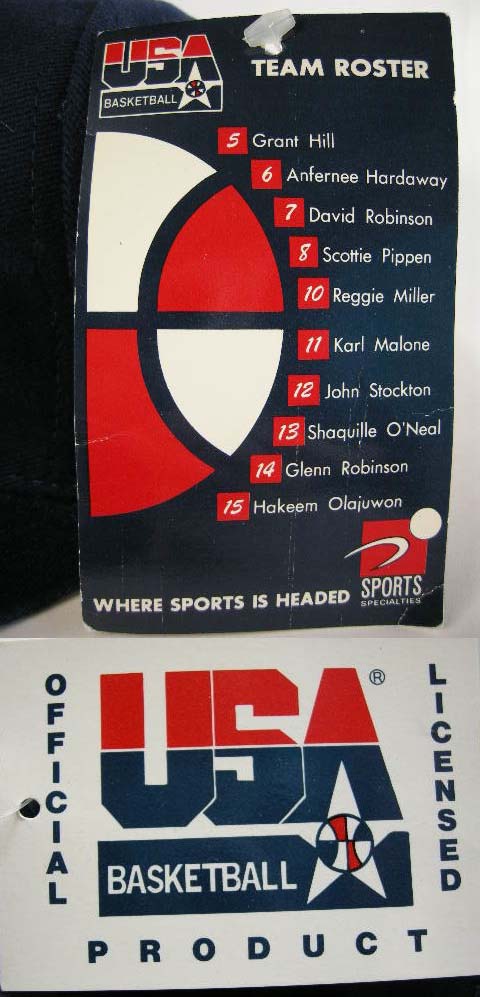 USA
BASKETBALL
TEAM ROSTER
5 Grant Hill
6 Anfernee Hardaway
7 David Robinson
8 Scottie Pippen
10 Reggie Miller
11 Karl Malone
12 John Stockton
13 Shaquille O'Neal
14 Glenn Robinson
15 Hakeem Olajuwon
SPORTS
SPECIALTIES
WHERE SPORTS IS HEADED
OFFICIAL
USA®
BASKETBALL
LICENSED
PRODUCT